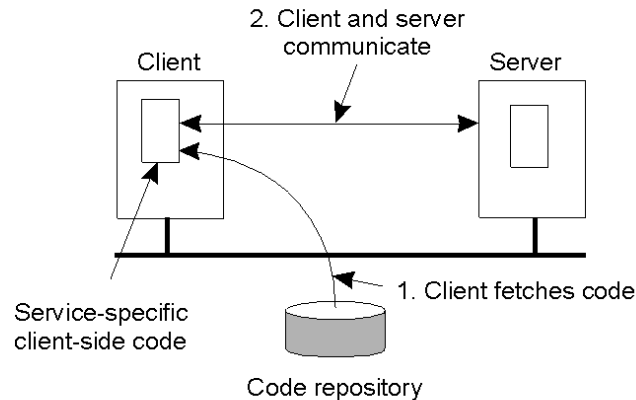 2. Client and server
communicate
Client
Server
1. Client fetches code
Service-specific
client-side code
Code repository